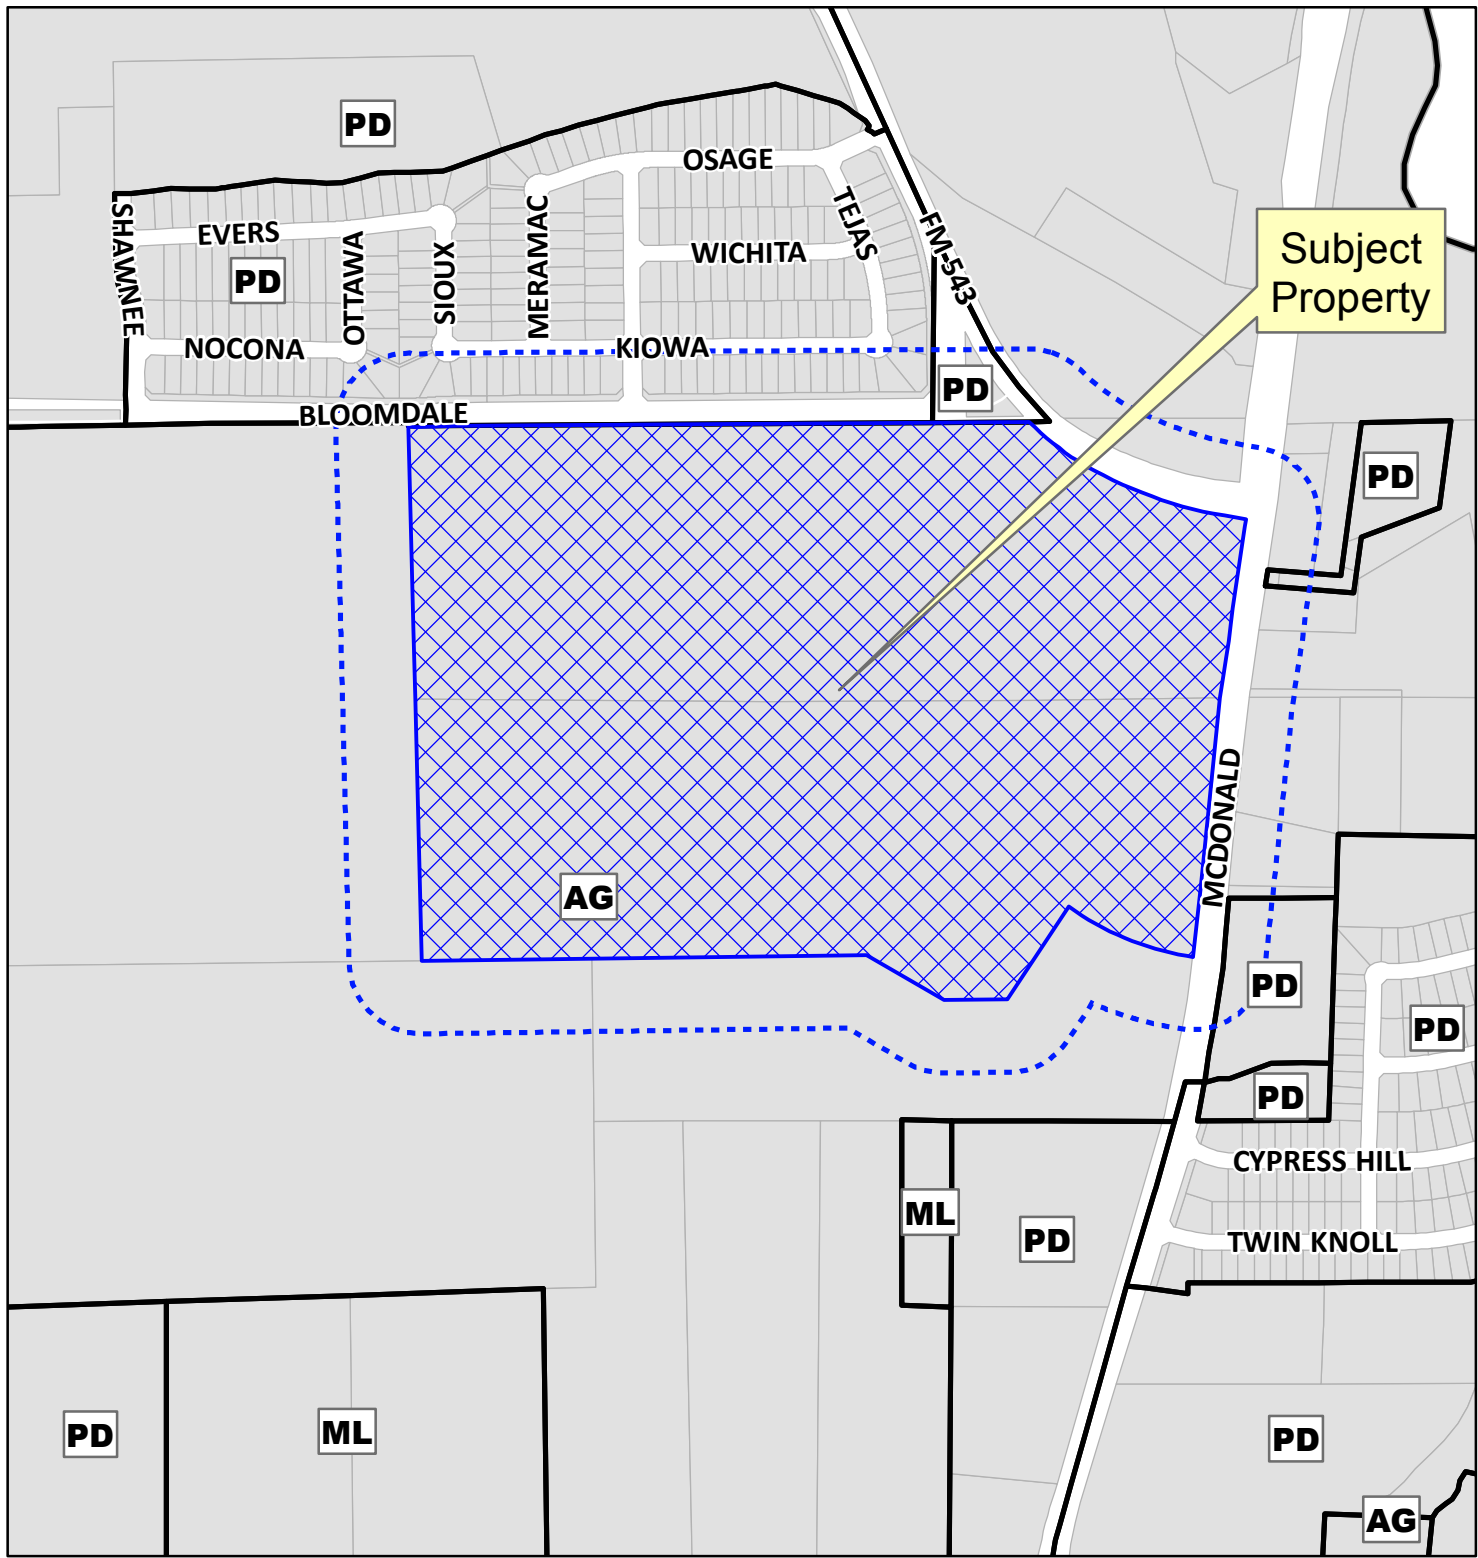 PD
OSAGE
SHAWNEE
EVERS
OTTAWA
SIOUX
MERAMAC
TEJAS
FM-543
WICHITA
PD
Subject
Property
NOCONA
KIOWA
PD
BLOOMDALE
PD
MCDONALD
AG
PD
PD
PD
CYPRESS HILL
ML
PD
TWIN KNOLL
PD
ML
PD
AG